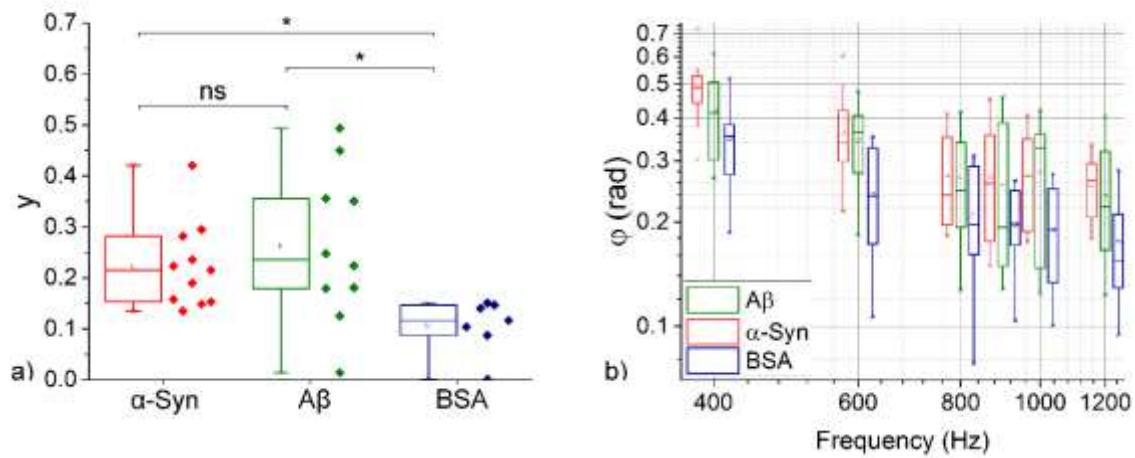 * 
*
ns
y
0.7
0.6
0.5
0.4
0.3
0.2
0.1
0.0
α-Syn Aβ BSA
a)
φ (rad)
0.7
0.6
0.5
0.4
0.3
0.2
0.1
Aβ
α-Syn
BSA
400 600 800 1000 1200
Frequency (Hz)
b)